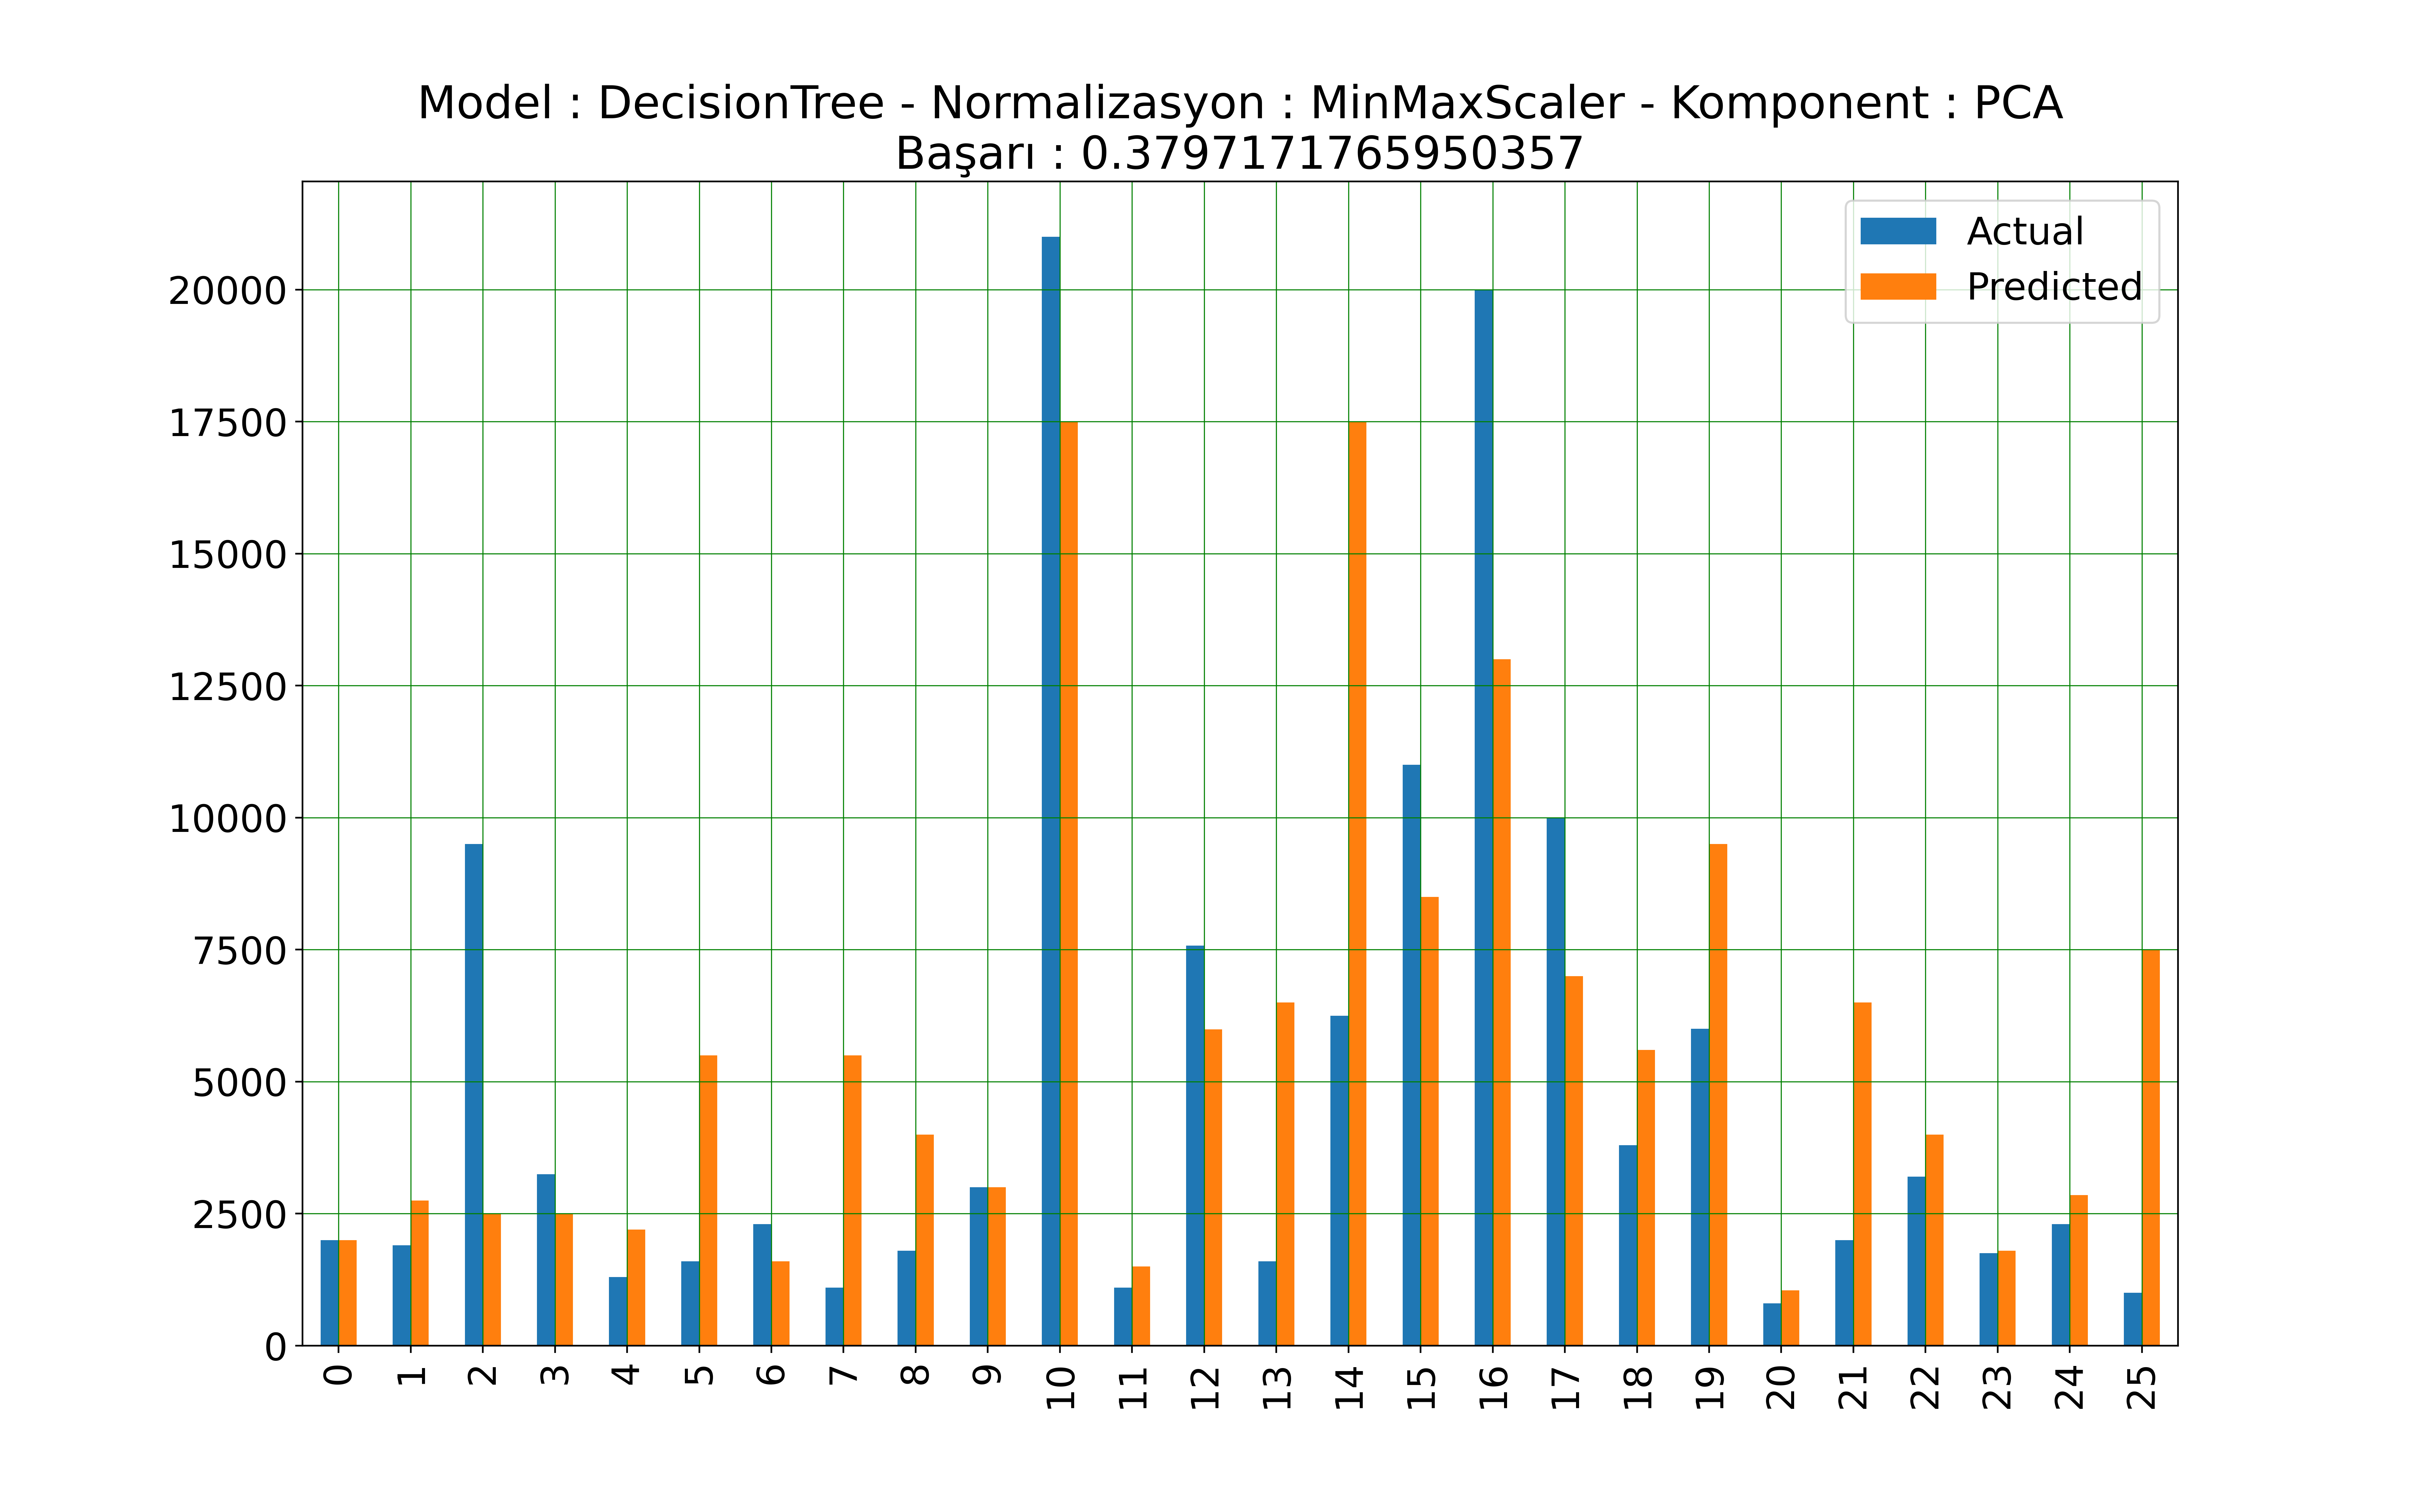 Model : DecisionTree - Normalizasyon : MinMaxScaler - Komponent : PCA
Başarı : 0.3797171765950357
Actual
Predicted
20000
17500
15000
12500
10000
7500
5000
2500
0
0 1 2 3 4 5 6 7 8 9 10 11 12 13 14 15 16 17 18 19 20 21 22 23 24 25